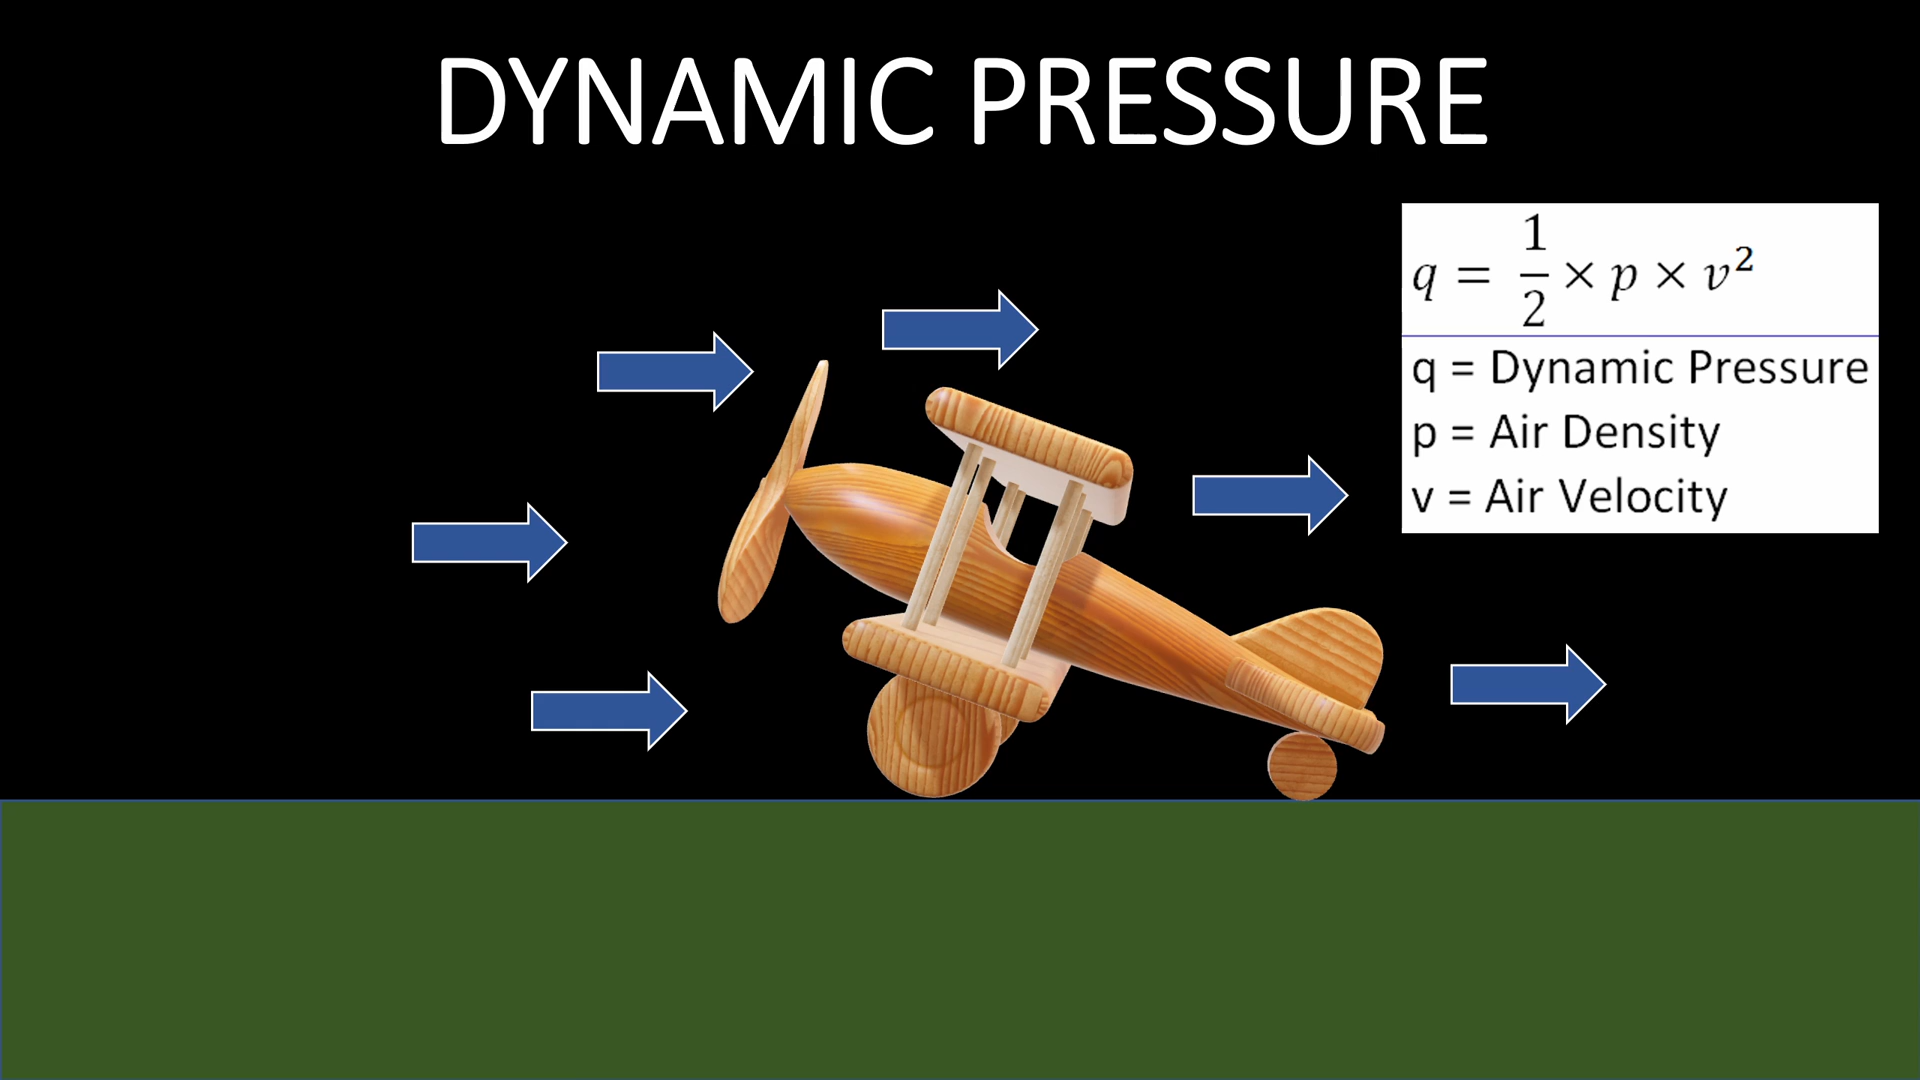 DYNAMIC PRESSURE
q = 1/2 × p × v²
q = Dynamic Pressure
p = Air Density
v = Air Velocity